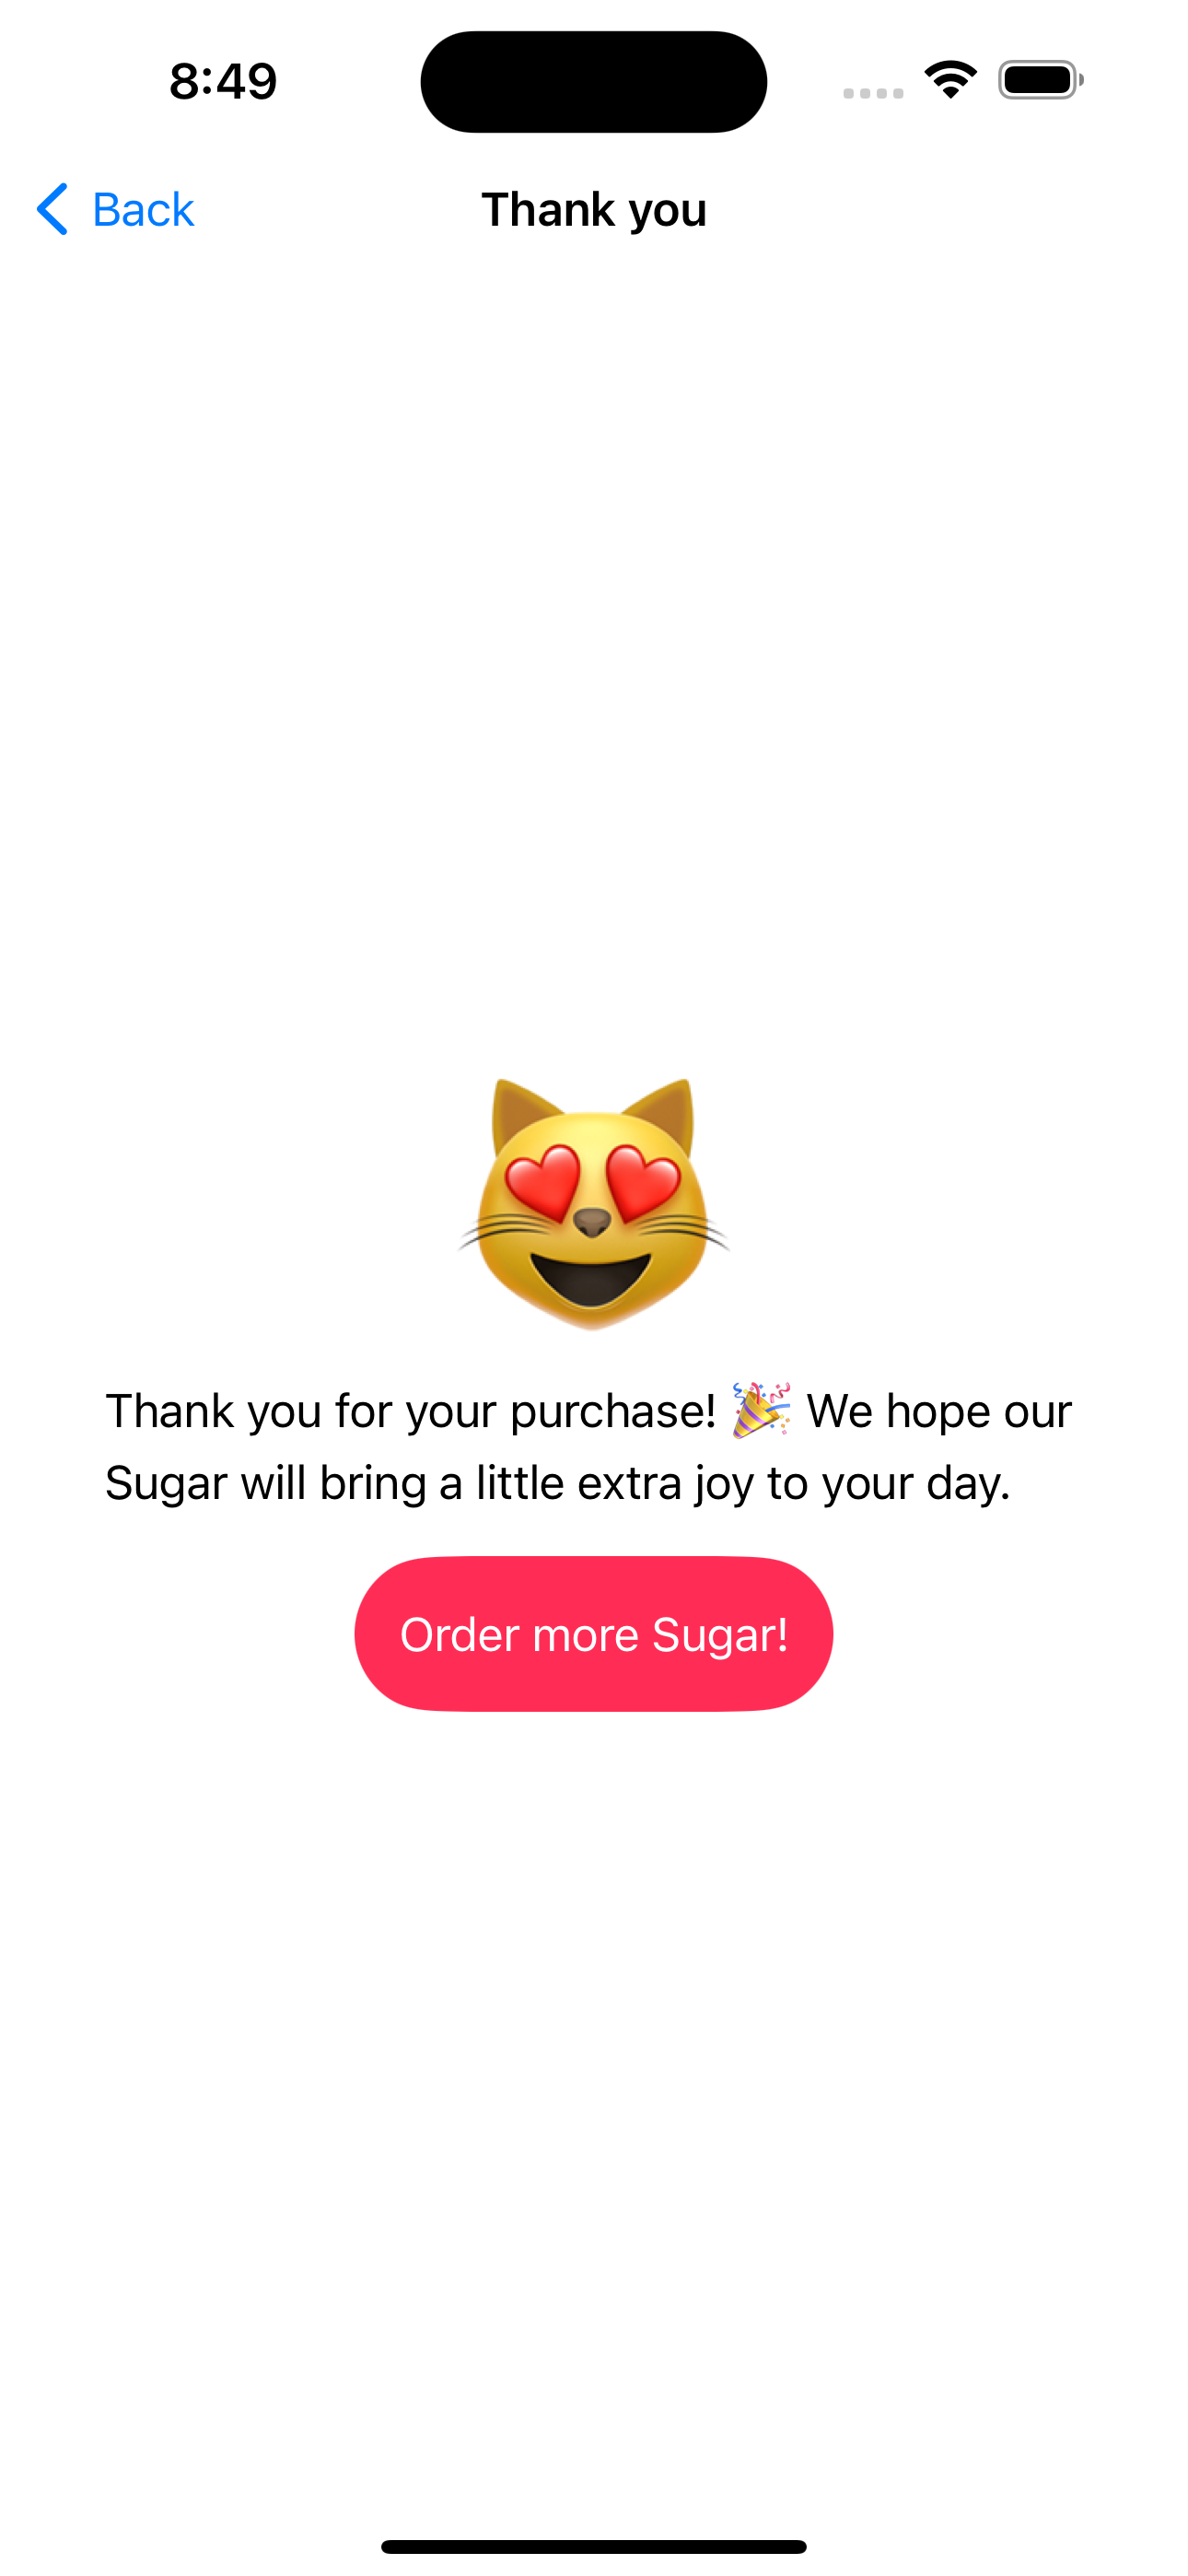 8:49
Back
Thank you
Thank you for your purchase! 🎉 We hope our
Sugar will bring a little extra joy to your day.
Order more Sugar!